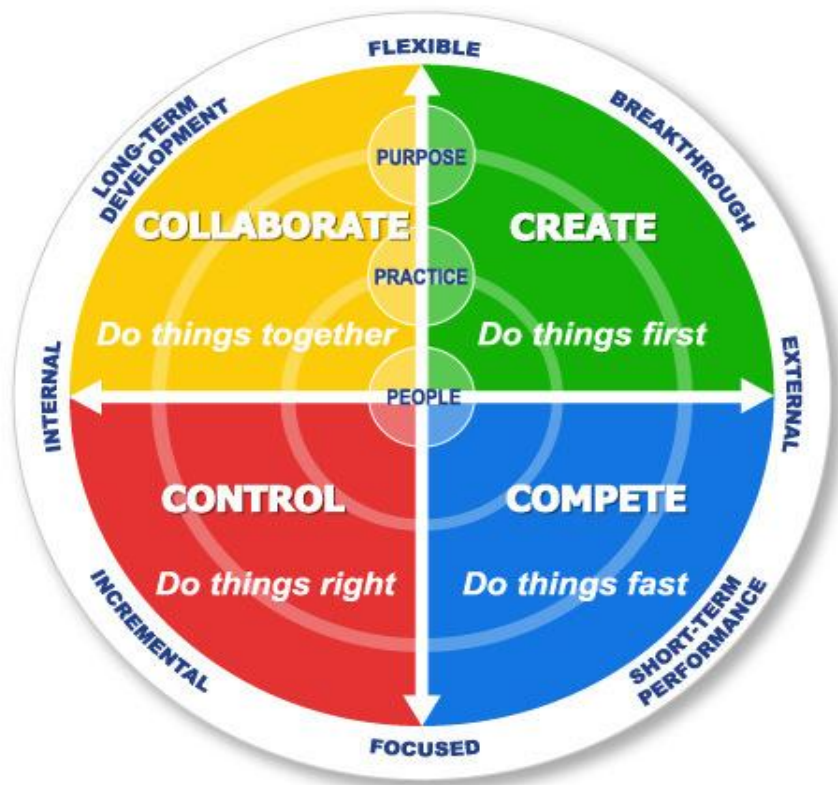 FLEXIBLE
LONG-TERM
DEVELOPMENT
BREAKTHROUGH
PURPOSE
COLLABORATE
CREATE
PRACTICE
Do things together
Do things first
INTERNAL
EXTERNAL
PEOPLE
CONTROL
COMPETE
Do things right
Do things fast
INCREMENTAL
SHORT-TERM
PERFORMANCE
FOCUSED